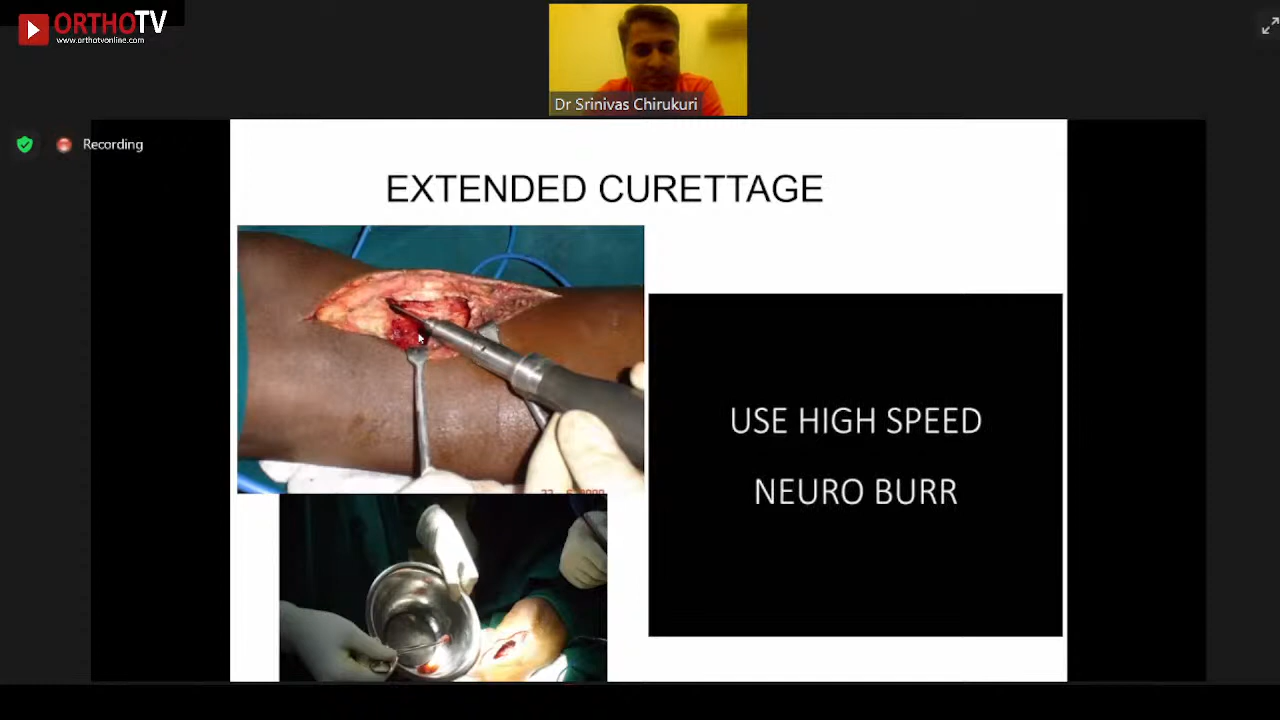 ORTHOTV
www.orthotvonline.com
Dr Srinivas Chirukuri
Recording
EXTENDED CURETTAGE
USE HIGH SPEED
NEURO BURR